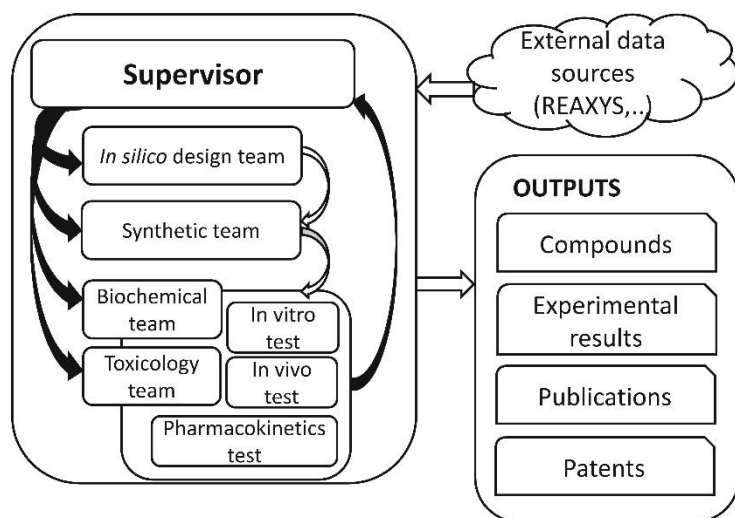 Supervisor
In silico design team
Synthetic team
Biochemical
team
Toxicology
team
In vitro
test
In vivo
test
Pharmacokinetics
test
External data
sources
(REAXYS,...)
OUTPUTS
Compounds
Experimental
results
Publications
Patents